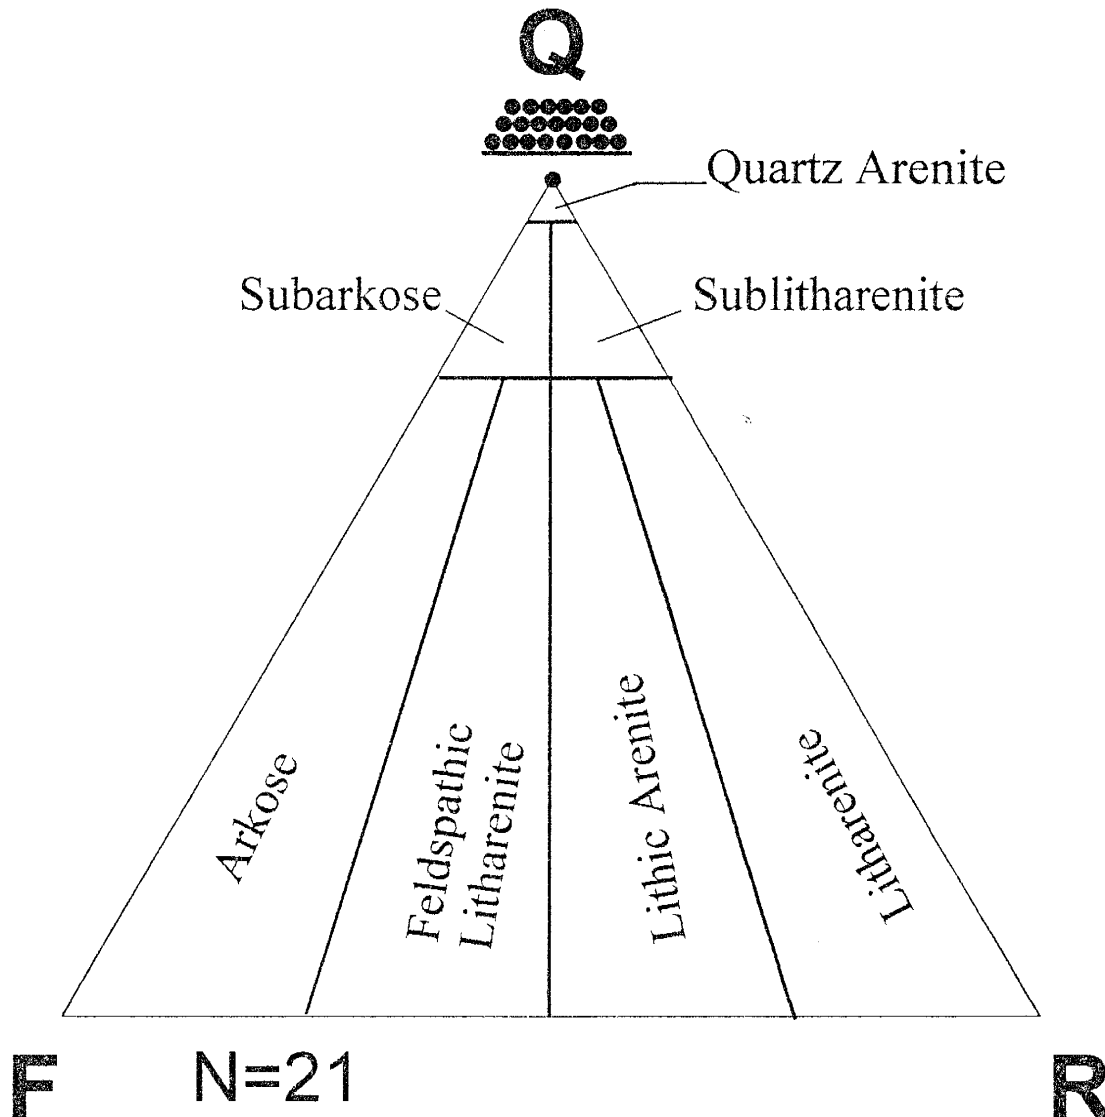 Q
Quartz Arenite
Subarkose
Sublitharenite
Arkose
Feldspathic
Litharenite
Lithic Arenite
Litharenite
F
N=21
R